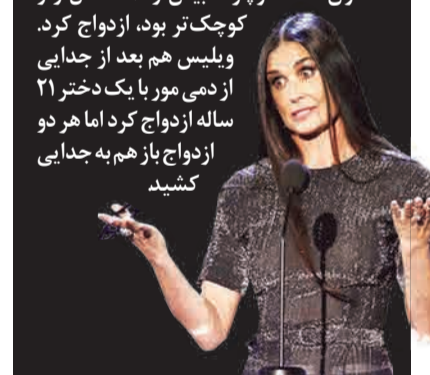 کوچک‌تر بود، ازدواج کرد.
ویلیس هم بعد از جدایی
از دمی مور با یک دختر ۲۱
ساله ازدواج کرد اما هر دو
ازدواج باز هم به جدایی
کشید.